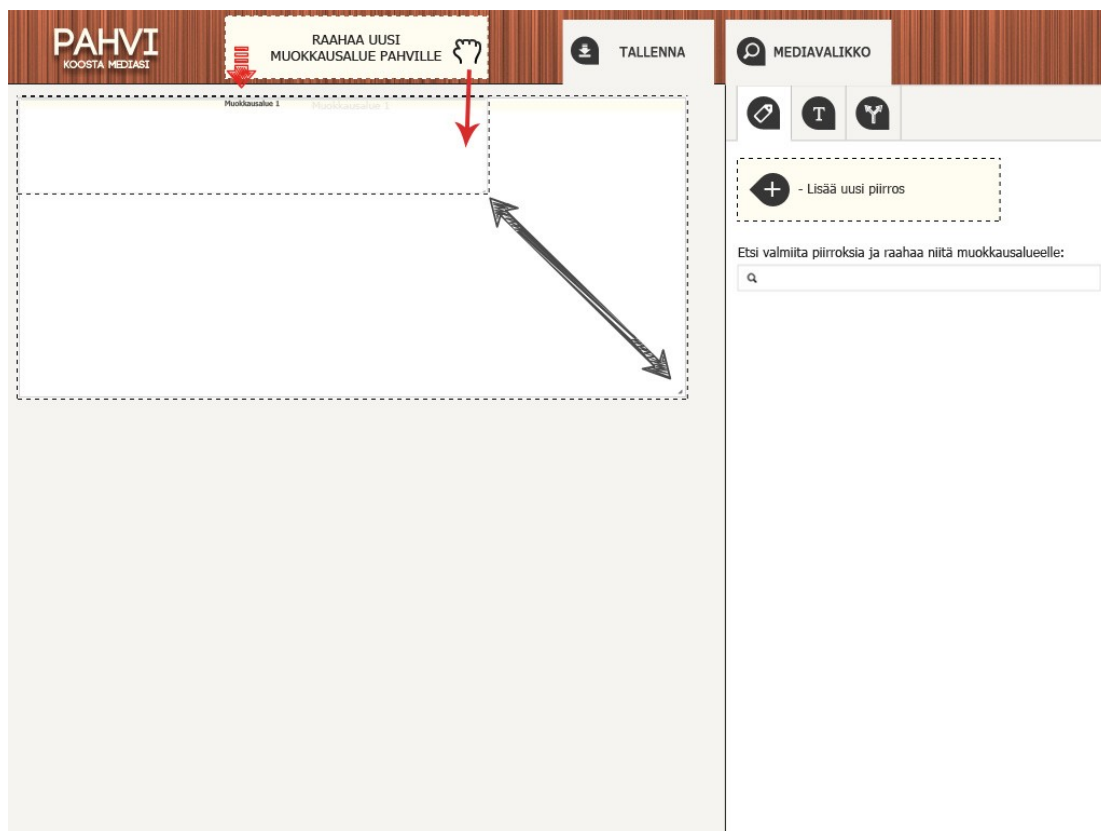 PAHVI
KOOSTA MEDIASI
RAAHAA UUSI
MUOKKAUSALUE PAHVILLE
TALLENNA
MEDIAVALIKKO
Muokkausalue 1
Muokkausalue 1
T
- Lisää uusi piirros
Etsi valmiita piirroksia ja raahaa niitä muokkausalueelle: